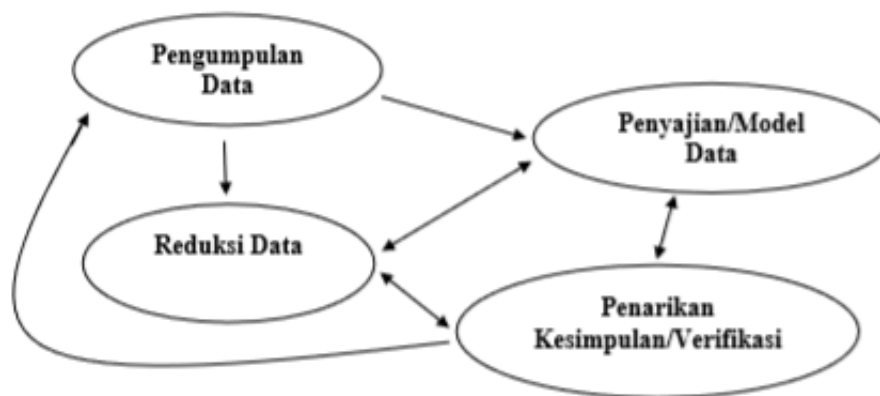 Pengumpulan
Data
Penyajian/Model
Data
Reduksi Data
Penarikan
Kesimpulan/Verifikasi